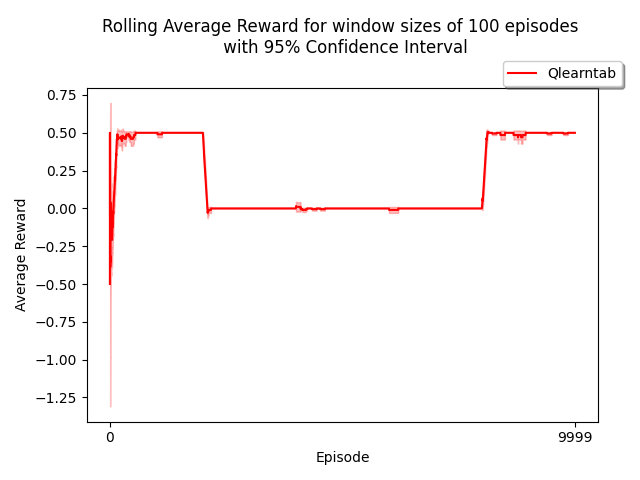 Rolling Average Reward for window sizes of 100 episodes
with 95% Confidence Interval
Qlearntab
0.75
0.50
0.25
0.00
−0.25
−0.50
−0.75
−1.00
−1.25
Average Reward
0 9999
Episode